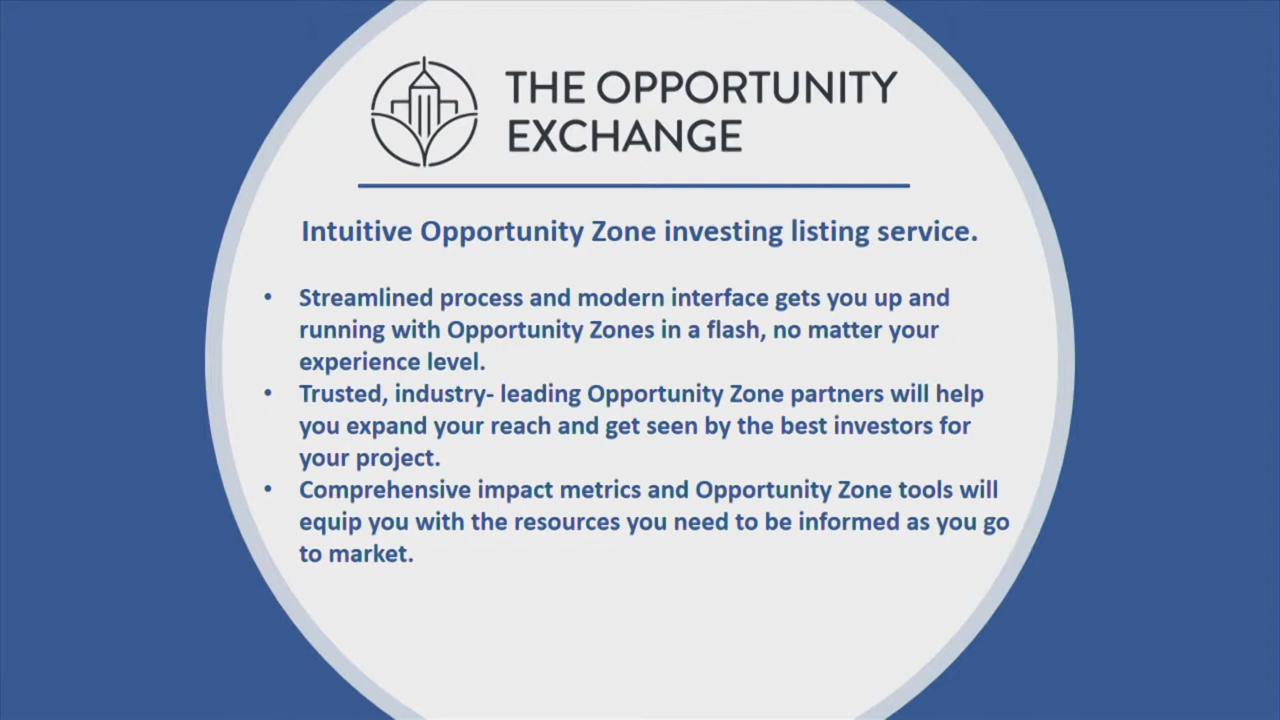 THE OPPORTUNITY
EXCHANGE
Intuitive Opportunity Zone investing listing service.
• Streamlined process and modern interface gets you up and
running with Opportunity Zones in a flash, no matter your
experience level.
• Trusted, industry- leading Opportunity Zone partners will help
you expand your reach and get seen by the best investors for
your project.
• Comprehensive impact metrics and Opportunity Zone tools will
equip you with the resources you need to be informed as you go
to market.